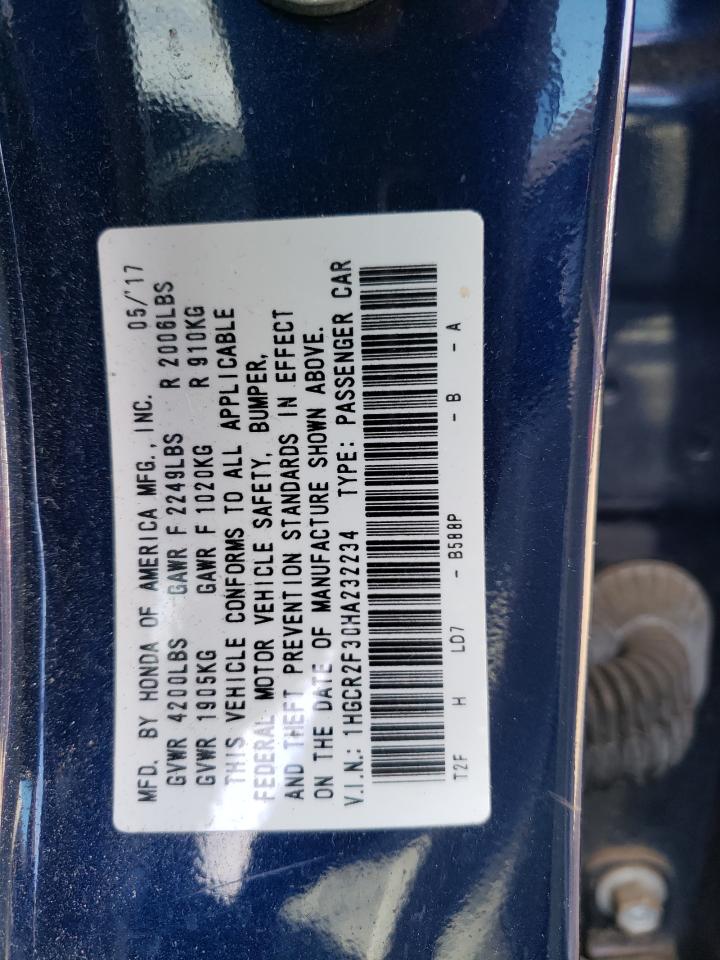 MFD. BY HONDA OF AMERICA MFG., INC. 05/'17
GVWR 4200LBS GAWR F 2249LBS R 2006LBS
GVWR 1905KG GAWR F 1020KG R 910KG
THIS VEHICLE CONFORMS TO ALL APPLICABLE
FEDERAL MOTOR VEHICLE SAFETY, BUMPER,
AND THEFT PREVENTION STANDARDS IN EFFECT
ON THE DATE OF MANUFACTURE SHOWN ABOVE.
V.I.N.: 1HGCR2F30HA232234 TYPE: PASSENGER CAR
T2F H LD7 - B588P - B - A